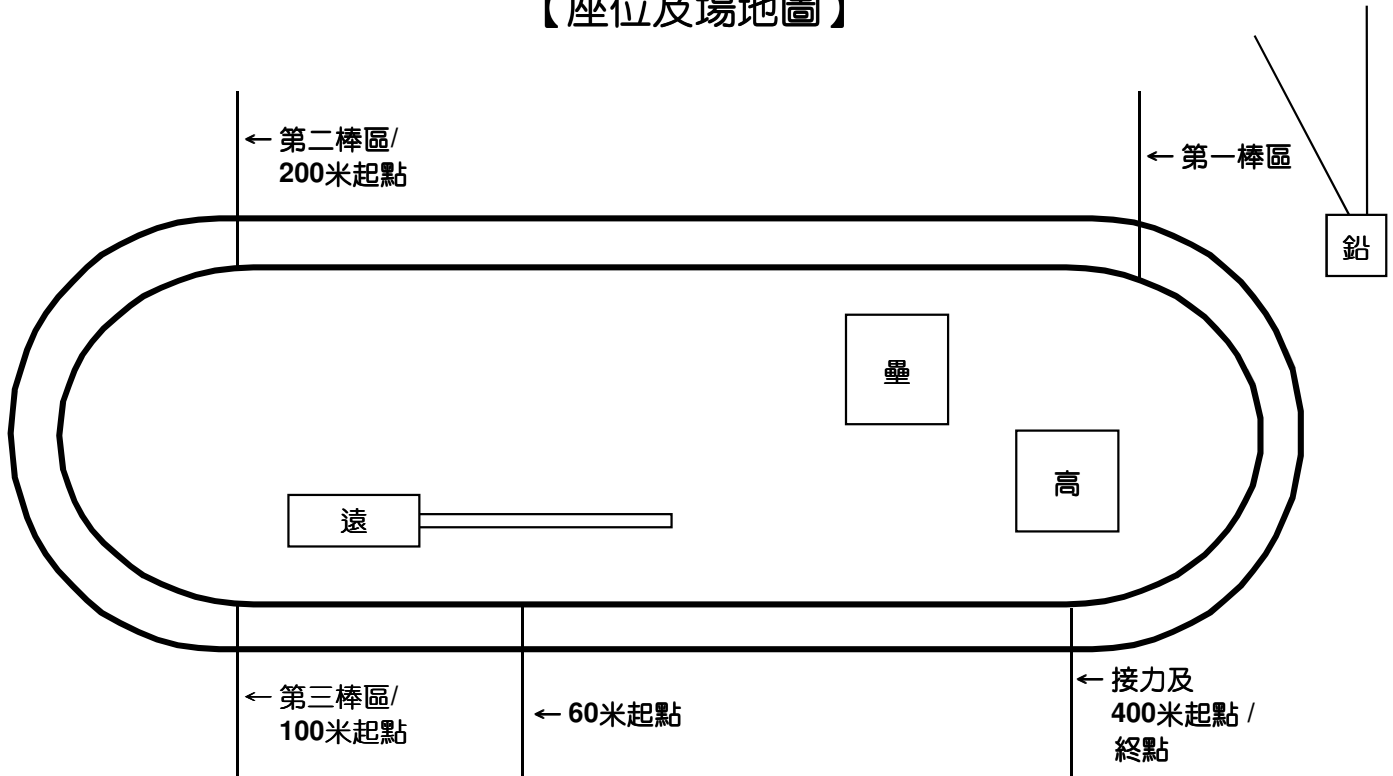 【座位及場地圖】
← 第二棒區/
200米起點
← 第一棒區
鉛
壘
高
遠
← 第三棒區/
100米起點
← 60米起點
← 接力及
400米起點 /
終點